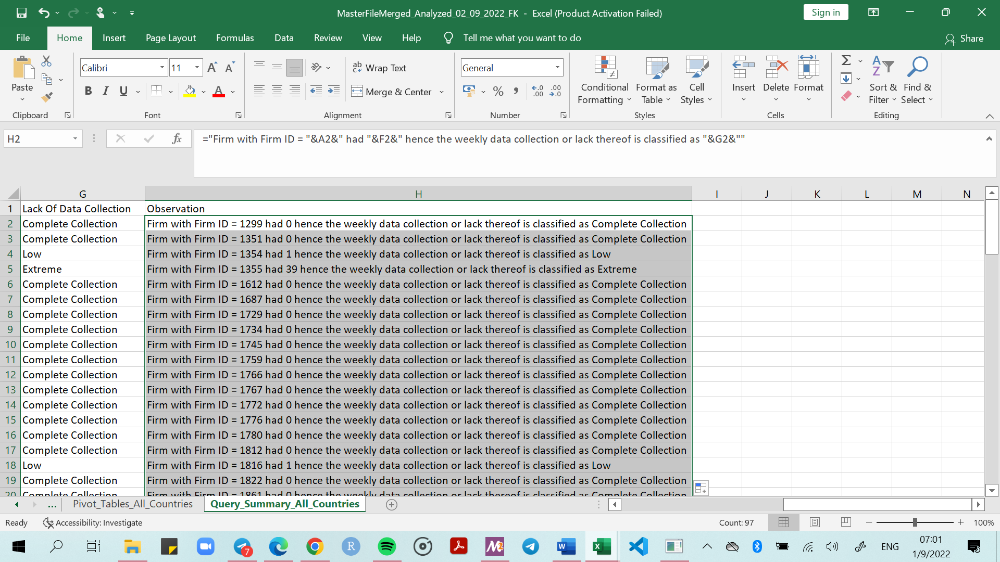 MasterFileMerged_Analyzed_02_09_2022_FK - Excel (Product Activation Failed)
Sign in
File Home Insert Page Layout Formulas Data Review View Help Tell me what you want to do Share
Paste
Clipboard
Calibri 11
B I U
Font
Wrap Text
Merge & Center
Alignment
General
Number
Conditional Formatting
Format as Table
Cell Styles
Styles
Insert
Delete
Format
Cells
Sort & Filter
Find & Select
Editing
H2 fx ="Firm with Firm ID = "&A2&" had "&F2&" hence the weekly data collection or lack thereof is classified as "&G2&""
G H I J K L M N
1 Lack Of Data Collection Observation
2 Complete Collection Firm with Firm ID = 1299 had 0 hence the weekly data collection or lack thereof is classified as Complete Collection
3 Complete Collection Firm with Firm ID = 1351 had 0 hence the weekly data collection or lack thereof is classified as Complete Collection
4 Low Firm with Firm ID = 1354 had 1 hence the weekly data collection or lack thereof is classified as Low
5 Extreme Firm with Firm ID = 1355 had 39 hence the weekly data collection or lack thereof is classified as Extreme
6 Complete Collection Firm with Firm ID = 1612 had 0 hence the weekly data collection or lack thereof is classified as Complete Collection
7 Complete Collection Firm with Firm ID = 1687 had 0 hence the weekly data collection or lack thereof is classified as Complete Collection
8 Complete Collection Firm with Firm ID = 1729 had 0 hence the weekly data collection or lack thereof is classified as Complete Collection
9 Complete Collection Firm with Firm ID = 1734 had 0 hence the weekly data collection or lack thereof is classified as Complete Collection
10 Complete Collection Firm with Firm ID = 1745 had 0 hence the weekly data collection or lack thereof is classified as Complete Collection
11 Complete Collection Firm with Firm ID = 1759 had 0 hence the weekly data collection or lack thereof is classified as Complete Collection
12 Complete Collection Firm with Firm ID = 1766 had 0 hence the weekly data collection or lack thereof is classified as Complete Collection
13 Complete Collection Firm with Firm ID = 1767 had 0 hence the weekly data collection or lack thereof is classified as Complete Collection
14 Complete Collection Firm with Firm ID = 1772 had 0 hence the weekly data collection or lack thereof is classified as Complete Collection
15 Complete Collection Firm with Firm ID = 1776 had 0 hence the weekly data collection or lack thereof is classified as Complete Collection
16 Complete Collection Firm with Firm ID = 1780 had 0 hence the weekly data collection or lack thereof is classified as Complete Collection
17 Complete Collection Firm with Firm ID = 1812 had 0 hence the weekly data collection or lack thereof is classified as Complete Collection
18 Low Firm with Firm ID = 1816 had 1 hence the weekly data collection or lack thereof is classified as Low
19 Complete Collection Firm with Firm ID = 1822 had 0 hence the weekly data collection or lack thereof is classified as Complete Collection
20 Complete Collection Firm with Firm ID = 1861 had 0 hence the weekly data collection or lack thereof is classified as Complete Collection
... Pivot_Tables_All_Countries Query_Summary_All_Countries
Ready Accessibility: Investigate Count: 97 100%
7
ENG
07:01
1/9/2022